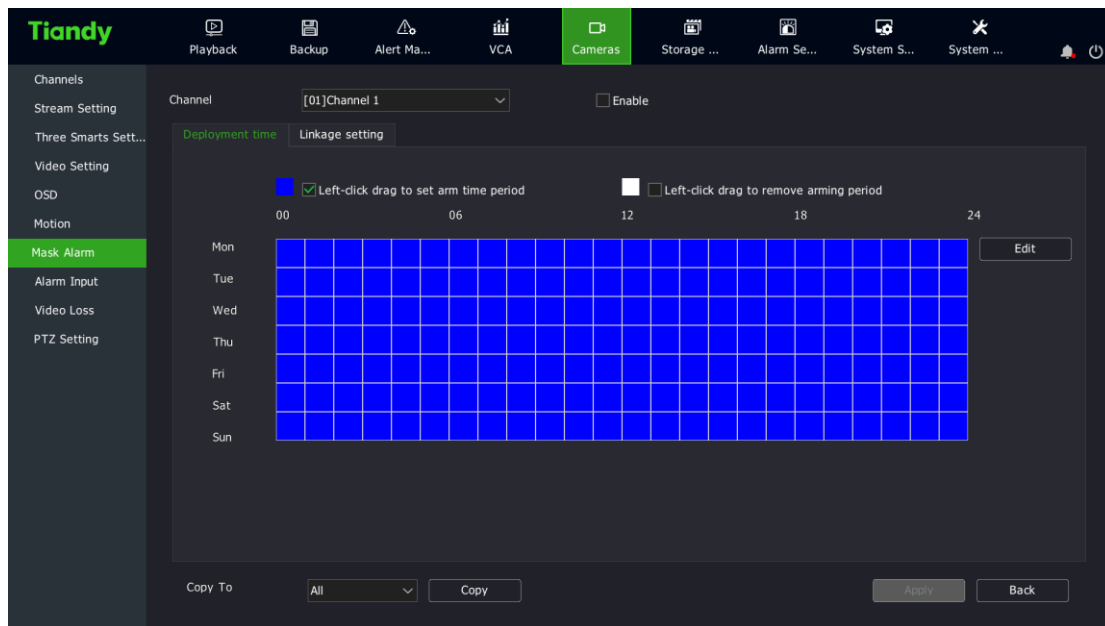 Tiandy
Playback
Backup
Alert Ma...
VCA
Cameras
Storage ...
Alarm Se...
System S...
System ...
Channels
Stream Setting
Three Smarts Sett...
Video Setting
OSD
Motion
Mask Alarm
Alarm Input
Video Loss
PTZ Setting
Channel [01]Channel 1 Enable
Deployment time Linkage setting
Left-click drag to set arm time period Left-click drag to remove arming period
00 06 12 18 24
Mon Edit
Tue
Wed
Thu
Fri
Sat
Sun
Copy To All Copy Apply Back